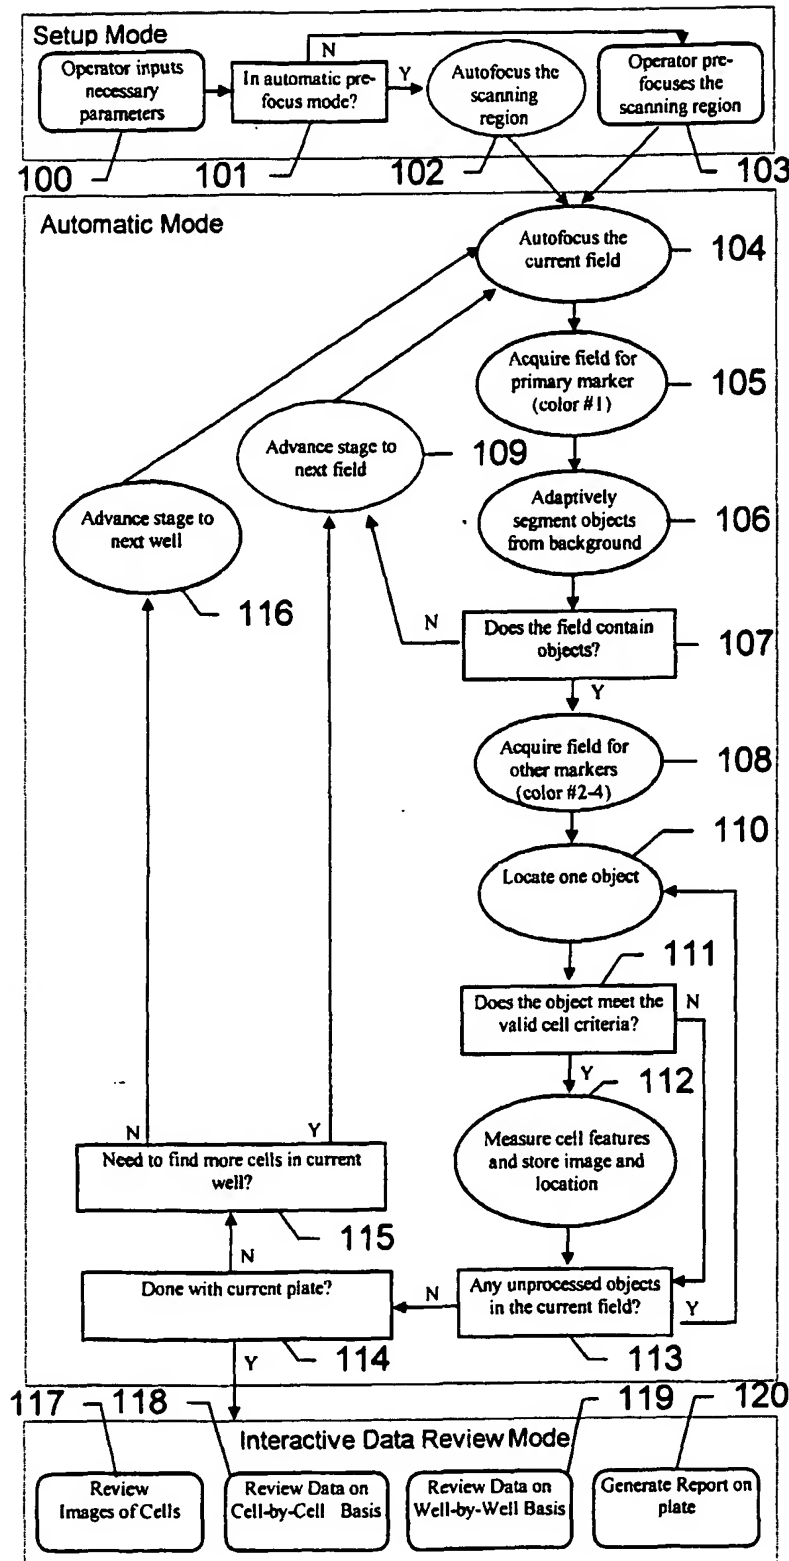 Setup Mode
Operator inputs
necessary
parameters
In automatic pre-
focus mode?
N
Y
Autofocus the
scanning
region
Operator pre-
focuses the
scanning region
100
101
102
103
Automatic Mode
Autofocus the
current field
104
Acquire field for
primary marker
(color #1)
105
Advance stage to
next field
109
Adaptively
segment objects
from background
106
Advance stage to
next well
116
Does the field contain
objects?
107
N
Y
Acquire field for
other markers
(color #2-4)
108
Locate one object
110
111
Does the object meet the
valid cell criteria?
N
Y
112
Measure cell features
and store image and
location
N
Y
Need to find more cells in current
well?
115
N
Done with current plate?
114
Y
N
Any unprocessed objects
in the current field?
Y
113
117
118
119
120
Interactive Data Review Mode
Review
Images of Cells
Review Data on
Cell-by-Cell Basis
Review Data on
Well-by-Well Basis
Generate Report on
plate